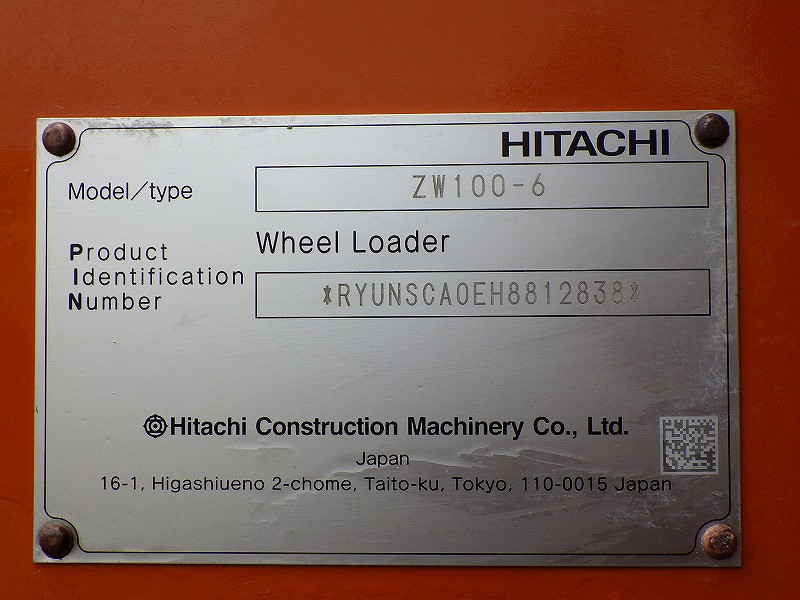 HITACHI
Model/type ZW100-6
Wheel Loader
Product
Identification
Number
*RYUNSCA0EH8812838*
Hitachi Construction Machinery Co., Ltd.
Japan
16-1, Higashiueno 2-chome, Taito-ku, Tokyo, 110-0015 Japan